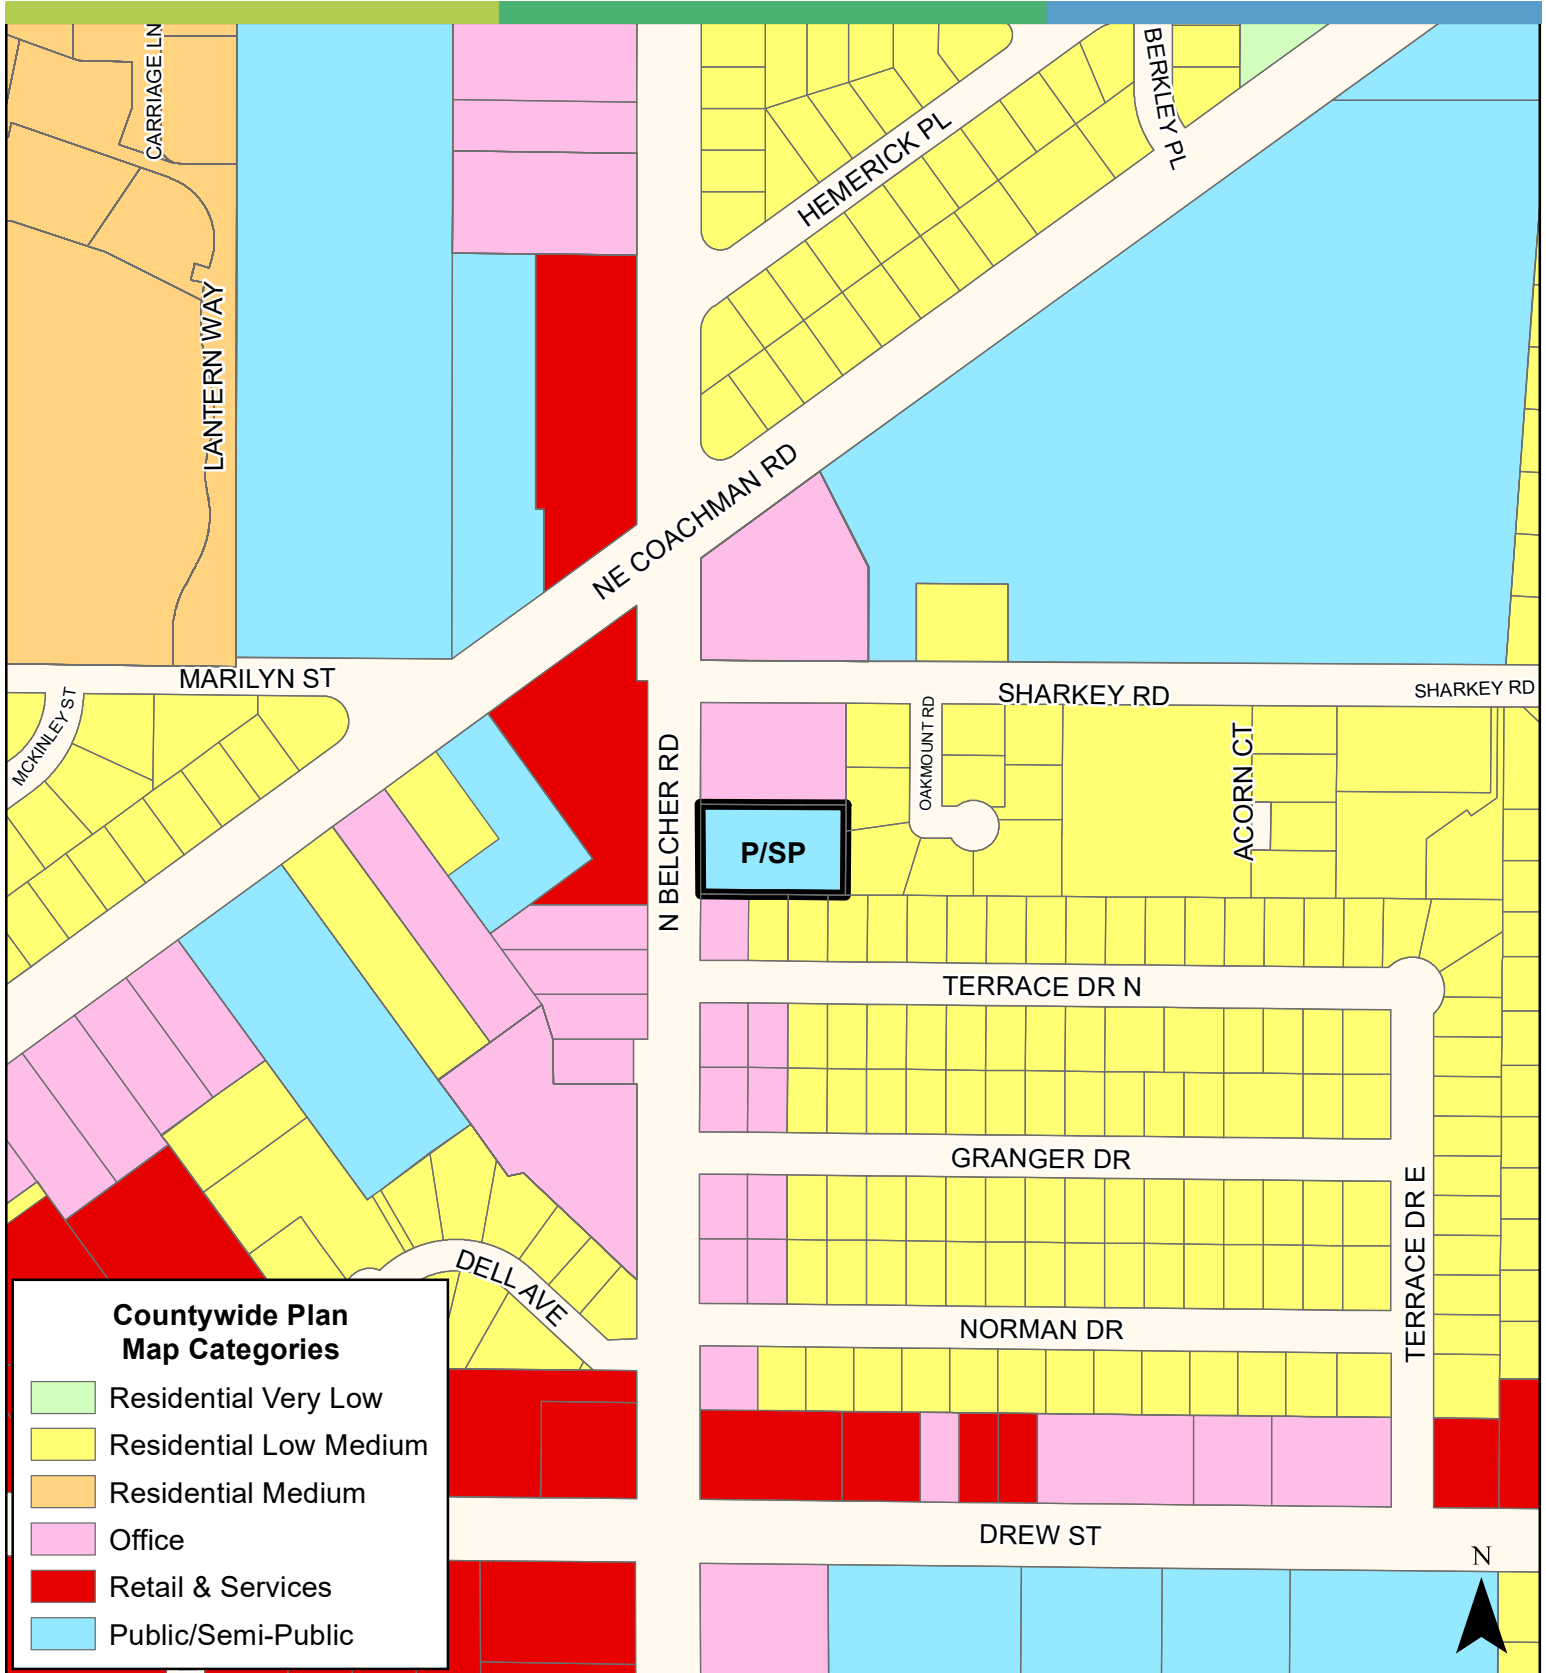 CARRIAGE LN
BERKLEY PL
HEMERICK PL
LANTERN WAY
NE COACHMAN RD
MARILYN ST
SHARKEY RD
SHARKEY RD
MCKINLEY ST
OAKMOUNT RD
ACORN CT
N BELCHER RD
P/SP
TERRACE DR N
GRANGER DR
TERRACE DR E
DELL AVE
NORMAN DR
DREW ST
N
Countywide Plan
Map Categories
Residential Very Low
Residential Low Medium
Residential Medium
Office
Retail & Services
Public/Semi-Public